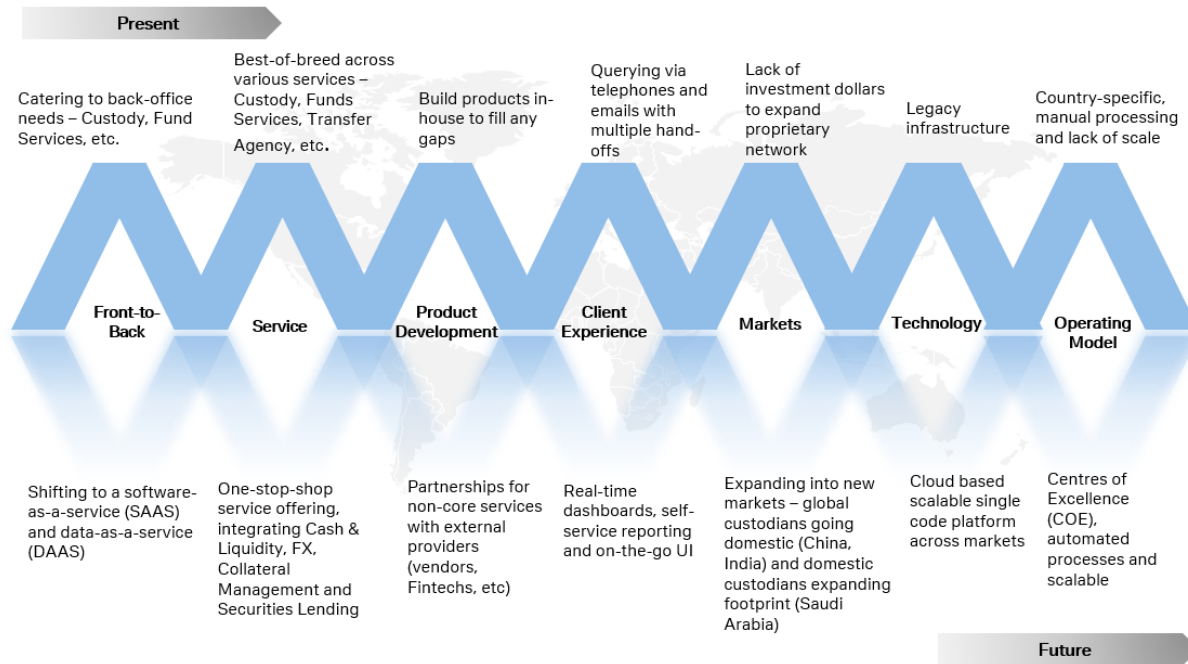 Present
Catering to back-office
needs – Custody, Fund
Services, etc.
Best-of-breed across
various services –
Custody, Funds
Services, Transfer
Agency, etc.
Build products in-
house to fill any
gaps
Querying via
telephones and
emails with
multiple hand-
offs
Lack of
investment dollars
to expand
proprietary
network
Legacy
infrastructure
Country-specific,
manual processing
and lack of scale
Front-to-
Back
Service
Product
Development
Client
Experience
Markets
Technology
Operating
Model
Shifting to a software-
as-a-service (SAAS)
and data-as-a-service
(DAAS)
One-stop-shop
service offering,
integrating Cash &
Liquidity, FX,
Collateral
Management and
Securities Lending
Partnerships for
non-core services
with external
providers
(vendors,
Fintechs, etc)
Real-time
dashboards, self-
service reporting
and on-the-go UI
Expanding into new
markets – global
custodians going
domestic (China,
India) and domestic
custodians expanding
footprint (Saudi
Arabia)
Cloud based
scalable single
code platform
across markets
Centres of
Excellence
(COE),
automated
processes and
scalable
Future